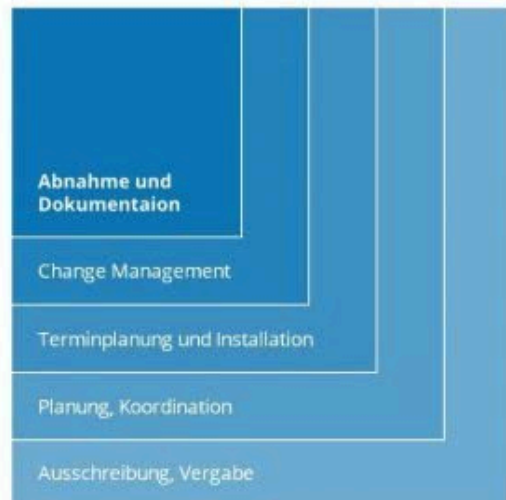 Abnahme und
Dokumentaion
Change Management
Terminplanung und Installation
Planung, Koordination
Ausschreibung, Vergabe